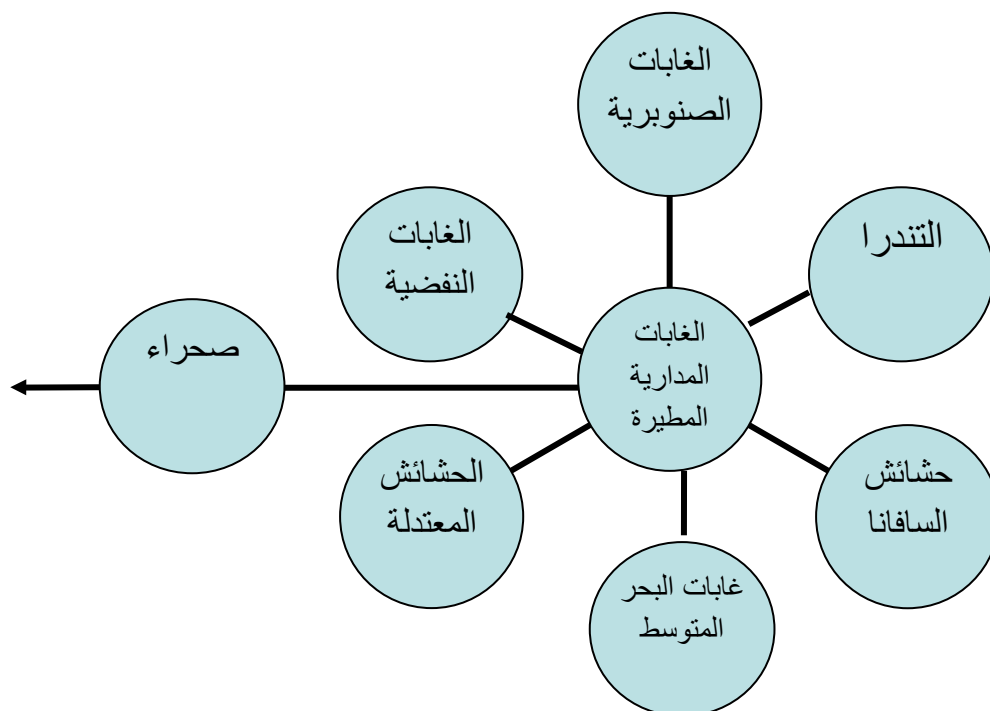 الغابات
الصنوبرية
التندرا
الغابات
النفضية
صحراء
الغابات
المدارية
المطيرة
حشائش
السافانا
الحشائش
المعتدلة
غابات البحر
المتوسط